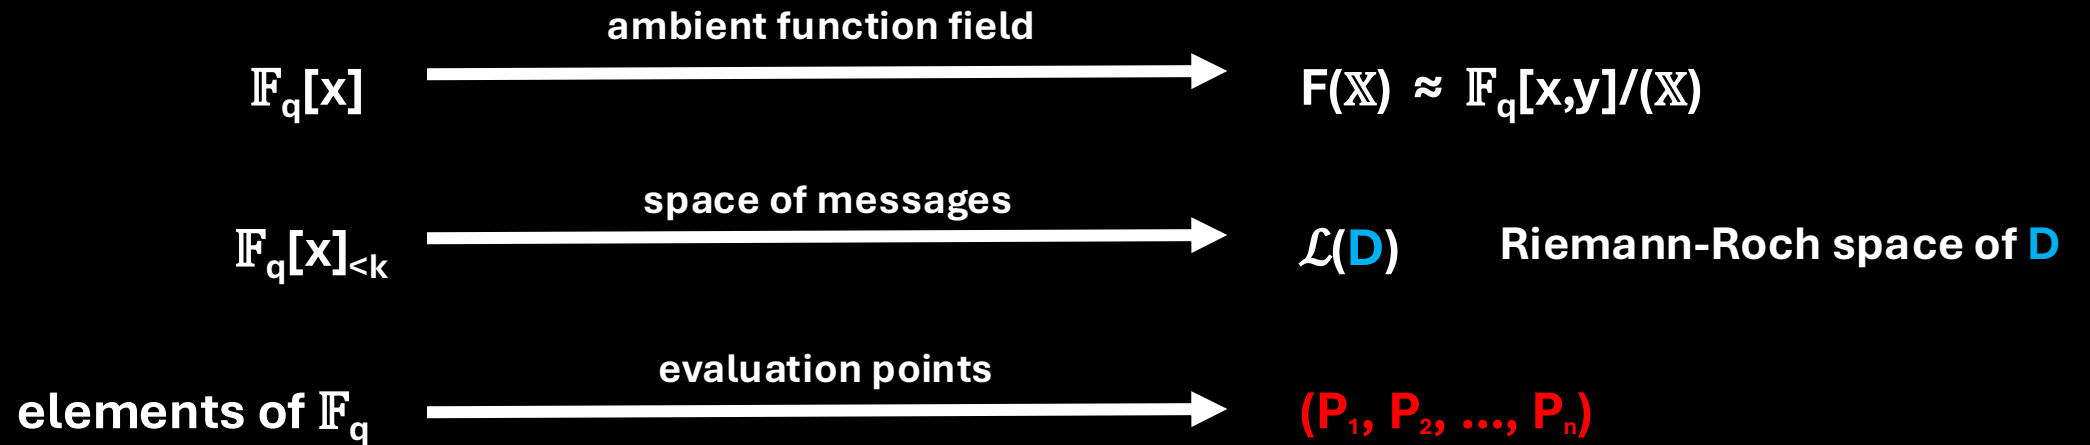 ambient function field
𝔽q[x] F(𝕏) ≈ 𝔽q[x,y]/(𝕏)
space of messages
𝔽q[x]<k ℒ(D) Riemann-Roch space of D
evaluation points
elements of 𝔽q (P₁, P₂, ..., Pₙ)